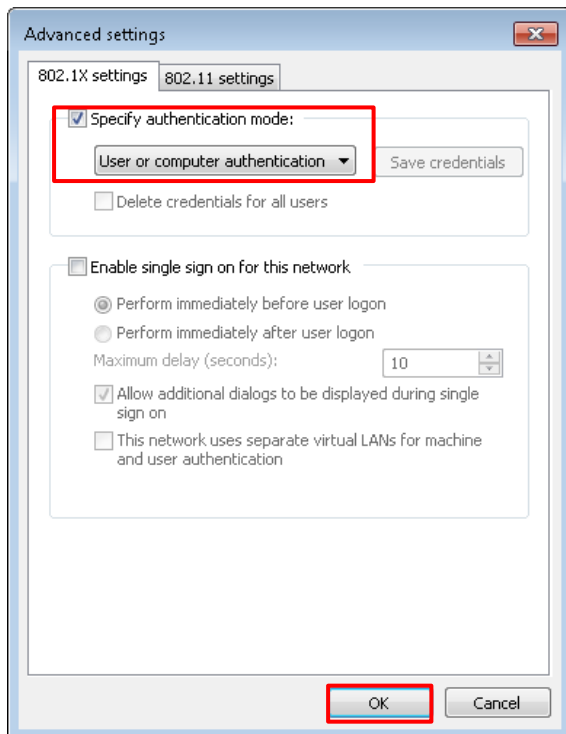 Advanced settings
802.1X settings
802.11 settings
Specify authentication mode:
User or computer authentication
Save credentials
Delete credentials for all users
Enable single sign on for this network
Perform immediately before user logon
Perform immediately after user logon
Maximum delay (seconds):
10
Allow additional dialogs to be displayed during single
sign on
This network uses separate virtual LANs for machine
and user authentication
OK
Cancel